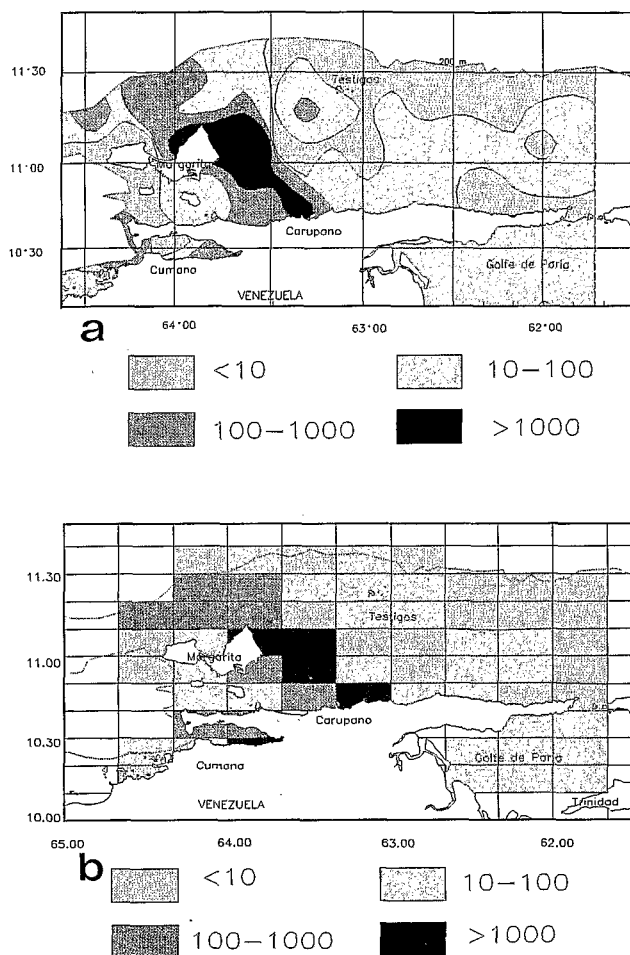 200 m
11°30
Testigos
11°00
Margarita
Carupano
10°30
Cumana
Golfe de Paria
VENEZUELA
64°00
63°00
62°00
a
<10
10-100
100-1000
>1000
11.30
Testigos
11.00
Margarita
Carupano
10.30
Cumana
Golfe de Paria
VENEZUELA
Trinidad
10.00
65.00
64.00
63.00
62.00
b
<10
10-100
100-1000
>1000